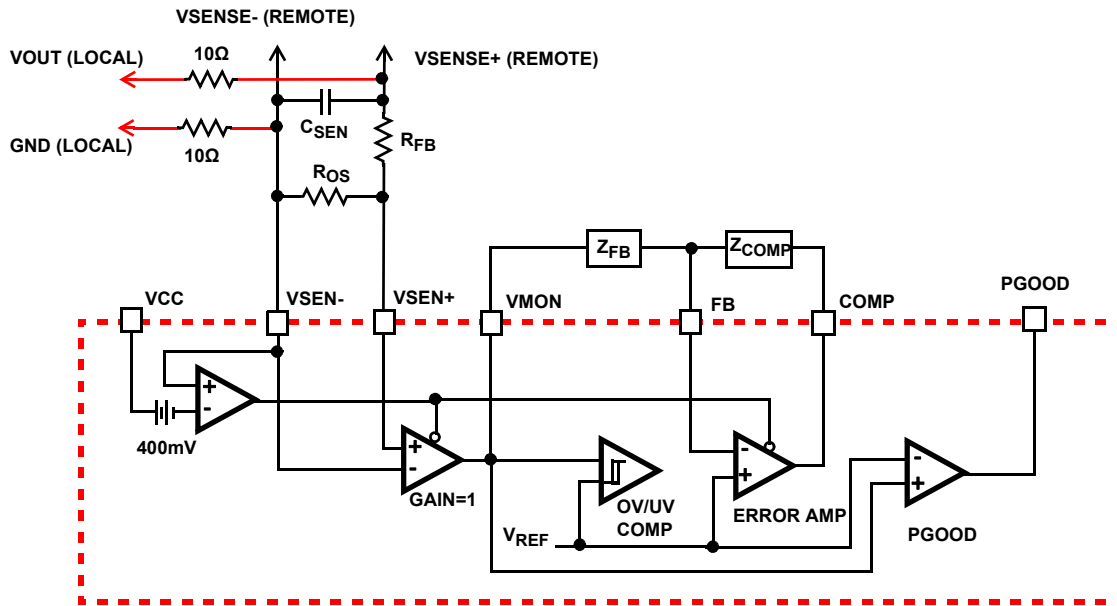 VSENSE- (REMOTE)
VOUT (LOCAL)
10Ω
VSENSE+ (REMOTE)
CSEN
RFB
GND (LOCAL)
10Ω
ROS
ZFB
ZCOMP
VCC
VSEN-
VSEN+
VMON
FB
COMP
PGOOD
+
-
400mV
+
-
GAIN=1
OV/UV
COMP
-
+
ERROR AMP
-
+
PGOOD
VREF